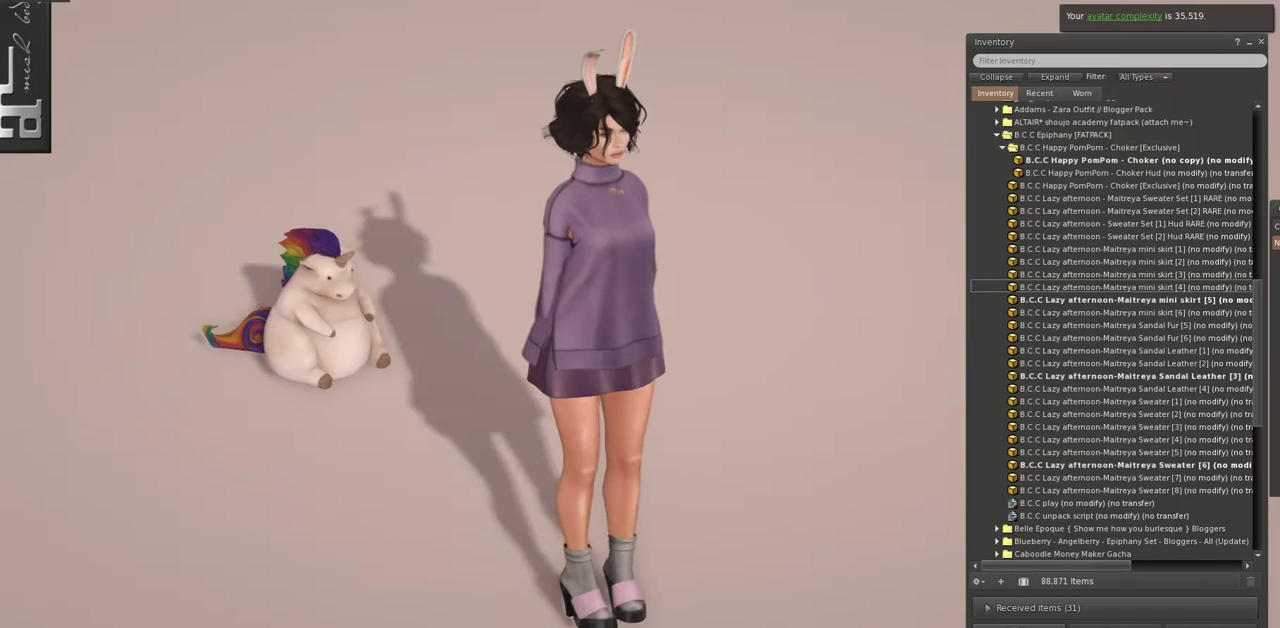 mesh bod
Your avatar complexity is 35,519.
Inventory
Filter Inventory
Collapse Expand Filter: All Types
Inventory Recent Worn
Addams - Zara Outfit // Blogger Pack
ALTAIR* shoujo academy fatpack (attach me~)
B.C.C Epiphany [FATPACK]
B.C.C Happy PomPom - Choker [Exclusive]
B.C.C Happy PomPom - Choker (no copy) (no modify
B.C.C Happy PomPom - Choker Hud (no modify) (no transfe
B.C.C Happy PomPom - Choker [Exclusive] (no modify) (no tra
B.C.C Lazy afternoon - Maitreya Sweater Set [1] RARE (no mo
B.C.C Lazy afternoon - Maitreya Sweater Set [2] RARE (no mo
B.C.C Lazy afternoon - Sweater Set [1] Hud RARE (no modify)
B.C.C Lazy afternoon - Sweater Set [2] Hud RARE (no modify)
B.C.C Lazy afternoon-Maitreya mini skirt [1] (no modify) (no t
B.C.C Lazy afternoon-Maitreya mini skirt [2] (no modify) (no t
B.C.C Lazy afternoon-Maitreya mini skirt [3] (no modify) (no t
B.C.C Lazy afternoon-Maitreya mini skirt [4] (no modify) (no t
B.C.C Lazy afternoon-Maitreya mini skirt [5] (no mod
B.C.C Lazy afternoon-Maitreya mini skirt [6] (no modify) (no t
B.C.C Lazy afternoon-Maitreya Sandal Fur [5] (no modify) (no
B.C.C Lazy afternoon-Maitreya Sandal Fur [6] (no modify) (no
B.C.C Lazy afternoon-Maitreya Sandal Leather [1] (no modify)
B.C.C Lazy afternoon-Maitreya Sandal Leather [2] (no modify)
B.C.C Lazy afternoon-Maitreya Sandal Leather [3] (n
B.C.C Lazy afternoon-Maitreya Sandal Leather [4] (no modify)
B.C.C Lazy afternoon-Maitreya Sweater [1] (no modify) (no tra
B.C.C Lazy afternoon-Maitreya Sweater [2] (no modify) (no tra
B.C.C Lazy afternoon-Maitreya Sweater [3] (no modify) (no tra
B.C.C Lazy afternoon-Maitreya Sweater [4] (no modify) (no tra
B.C.C Lazy afternoon-Maitreya Sweater [5] (no modify) (no tra
B.C.C Lazy afternoon-Maitreya Sweater [6] (no modi
B.C.C Lazy afternoon-Maitreya Sweater [7] (no modify) (no tra
B.C.C Lazy afternoon-Maitreya Sweater [8] (no modify) (no tra
B.C.C play (no modify) (no transfer)
B.C.C unpack script (no modify) (no transfer)
Belle Epoque { Show me how you burlesque } Bloggers
Blueberry - Angelberry - Epiphany Set - Bloggers - All (Update)
Caboodle Money Maker Gacha
88,871 Items
Received items (31)